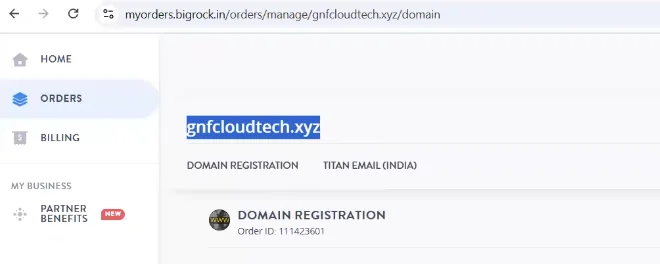 myorders.bigrock.in/orders/manage/gnfcloudtech.xyz/domain
HOME
ORDERS
BILLING
MY BUSINESS
PARTNER BENEFITS NEW
gnfcloudtech.xyz
DOMAIN REGISTRATION TITAN EMAIL (INDIA)
WWW
DOMAIN REGISTRATION
Order ID: 111423601